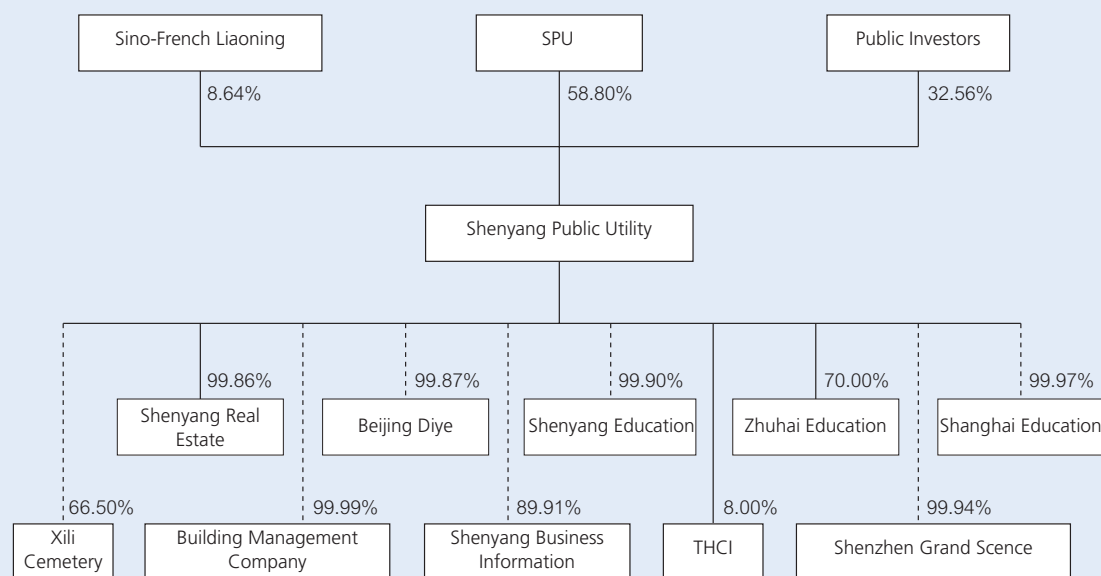 Sino-French Liaoning
SPU
Public Investors
8.64%
58.80%
32.56%
Shenyang Public Utility
99.86%
99.87%
99.90%
70.00%
99.97%
Shenyang Real
Estate
Beijing Diye
Shenyang Education
Zhuhai Education
Shanghai Education
66.50%
99.99%
89.91%
8.00%
99.94%
Xili
Cemetery
Building Management
Company
Shenyang Business
Information
THCI
Shenzhen Grand Scence